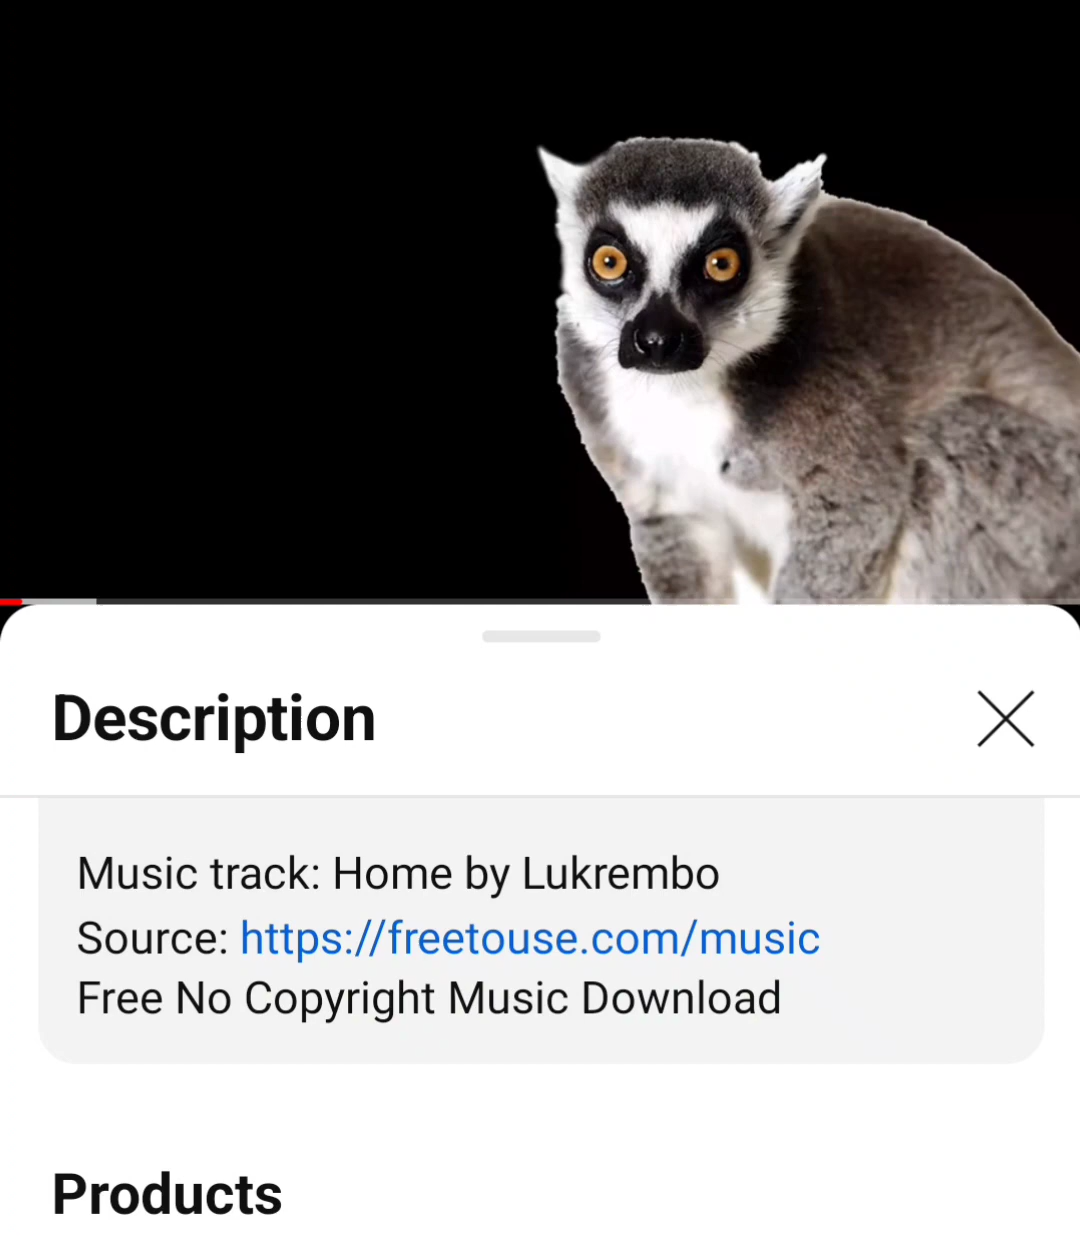 Description
Music track: Home by Lukrembo
Source: https://freetouse.com/music
Free No Copyright Music Download
Products